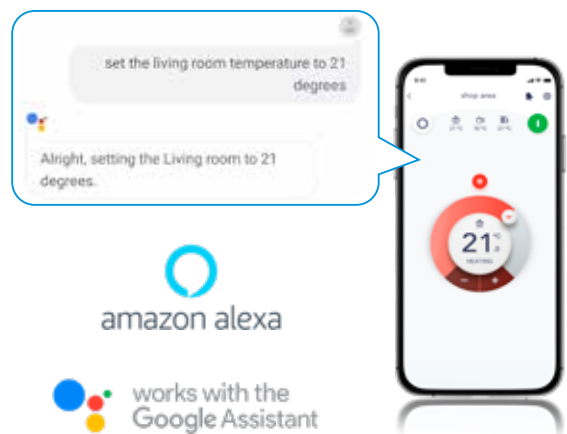 set the living room temperature to 21
degrees
Alright, setting the Living room to 21
degrees.
shop area
21
HEATING
amazon alexa
works with the
Google Assistant